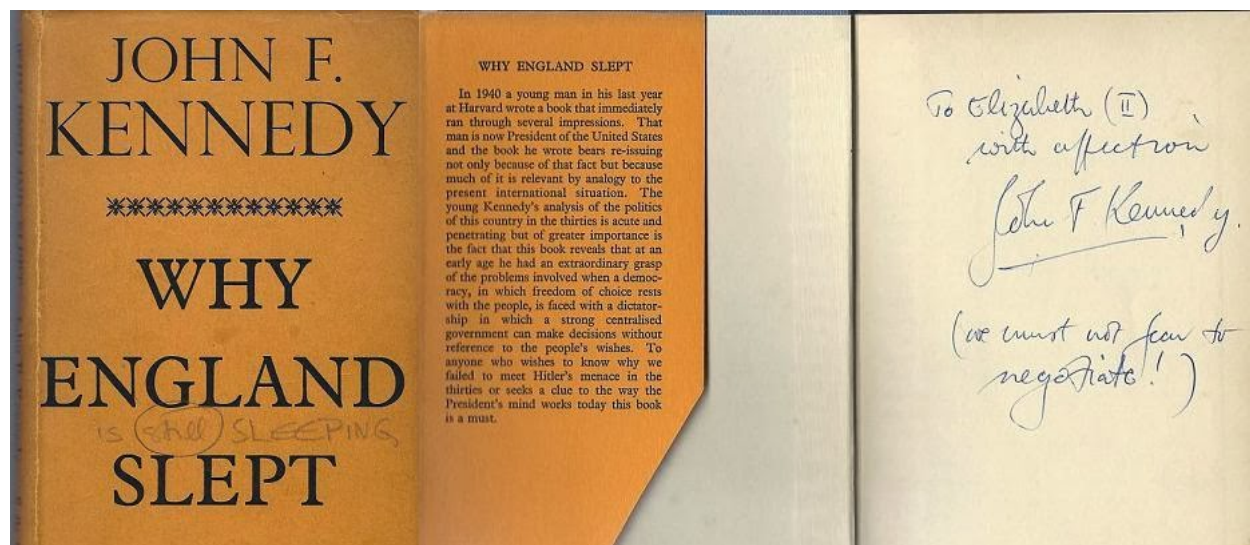 JOHN F.
KENNEDY
WHY
ENGLAND
is still SLEEPING
SLEPT
WHY ENGLAND SLEPT
In 1940 a young man in his last year
at Harvard wrote a book that immediately
ran through several impressions. That
man is now President of the United States
and the book he wrote bears re-issuing
not only because of that fact but because
much of it is relevant by analogy to the
present international situation. The
young Kennedy's analysis of the politics
of this country in the thirties is acute and
penetrating but of greater importance is
the fact that this book reveals that at an
early age he had an extraordinary grasp
of the problems involved when a democ-
racy, in which freedom of choice rests
with the people, is faced with a dictator-
ship in which a strong centralised
government can make decisions without
reference to the people's wishes. To
anyone who wishes to know why we
failed to meet Hitler's menace in the
thirties or seeks a clue to the way the
President's mind works today this book
is a must.
To Elizabeth (II)
with affection
John F Kennedy.
(we must not fear to
negotiate!)